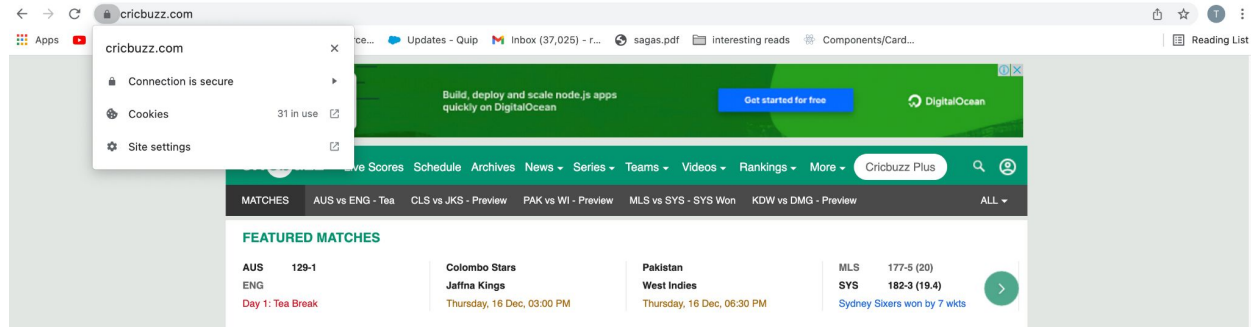 cricbuzz.com
T
Apps
rce...
Updates - Quip
Inbox (37,025) – r...
sagas.pdf
interesting reads
Components/Card...
Reading List
cricbuzz.com
Connection is secure
Cookies
31 in use
Site settings
Build, deploy and scale node.js apps
quickly on DigitalOcean
Get started for free
DigitalOcean
Live Scores Schedule Archives News Series Teams Videos Rankings More Cricbuzz Plus
MATCHES AUS vs ENG - Tea CLS vs JKS - Preview PAK vs WI - Preview MLS vs SYS - SYS Won KDW vs DMG - Preview ALL
FEATURED MATCHES
AUS 129-1
ENG
Day 1: Tea Break
Colombo Stars
Jaffna Kings
Thursday, 16 Dec, 03:00 PM
Pakistan
West Indies
Thursday, 16 Dec, 06:30 PM
MLS 177-5 (20)
SYS 182-3 (19.4)
Sydney Sixers won by 7 wkts